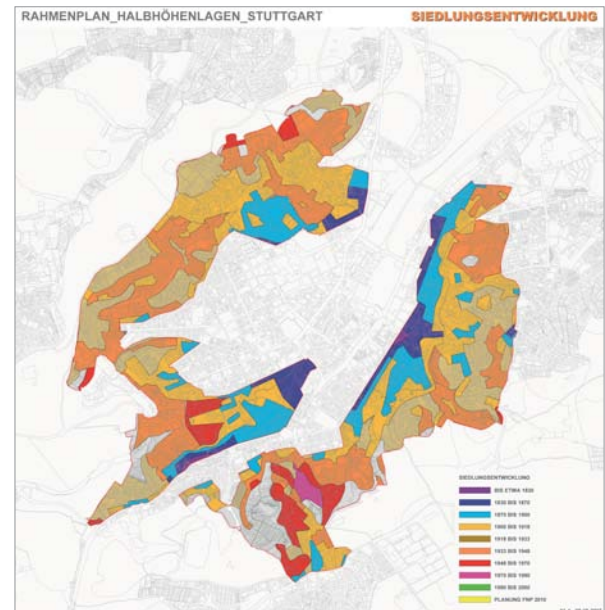 RAHMENPLAN_HALBHÖHENLAGEN_STUTTGART
SIEDLUNGSENTWICKLUNG
SIEDLUNGSENTWICKLUNG
BIS ETWA 1830
1830 BIS 1870
1870 BIS 1900
1900 BIS 1918
1918 BIS 1933
1933 BIS 1948
1948 BIS 1970
1970 BIS 1990
1990 BIS 2000
PLANUNG FNP 2010